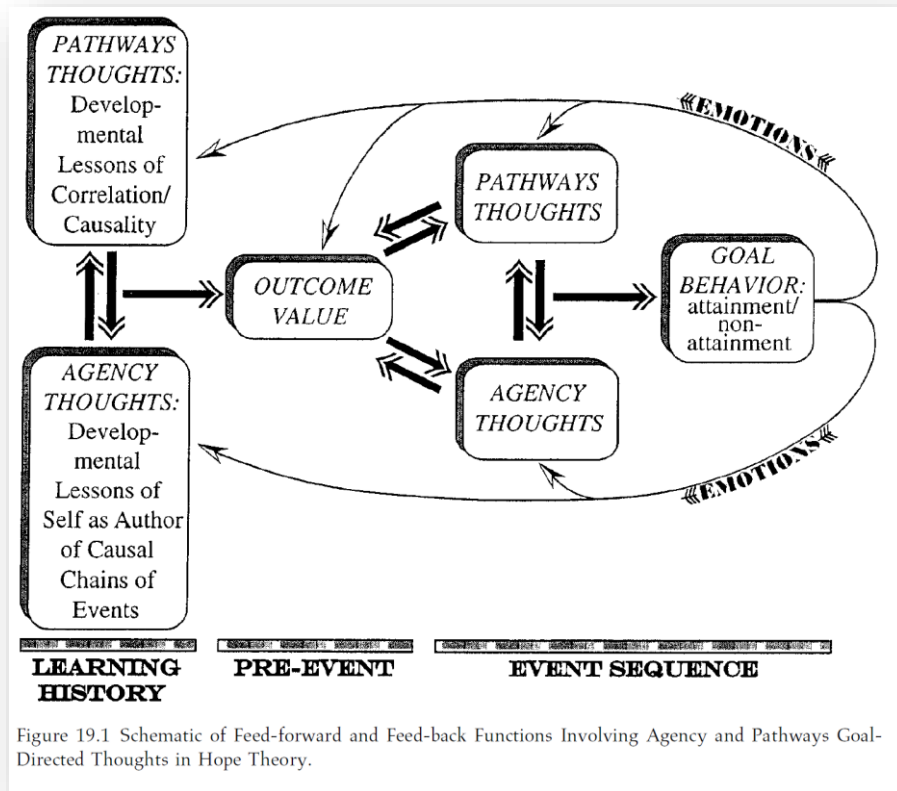 PATHWAYS
THOUGHTS:
Develop-
mental
Lessons of
Correlation/
Causality
AGENCY
THOUGHTS:
Develop-
mental
Lessons of
Self as Author
of Causal
Chains of
Events
OUTCOME
VALUE
PATHWAYS
THOUGHTS
AGENCY
THOUGHTS
GOAL
BEHAVIOR:
attainment/
non-
attainment
EMOTIONS
EMOTIONS
LEARNING
HISTORY
PRE-EVENT
EVENT SEQUENCE
Figure 19.1 Schematic of Feed-forward and Feed-back Functions Involving Agency and Pathways Goal-
Directed Thoughts in Hope Theory.